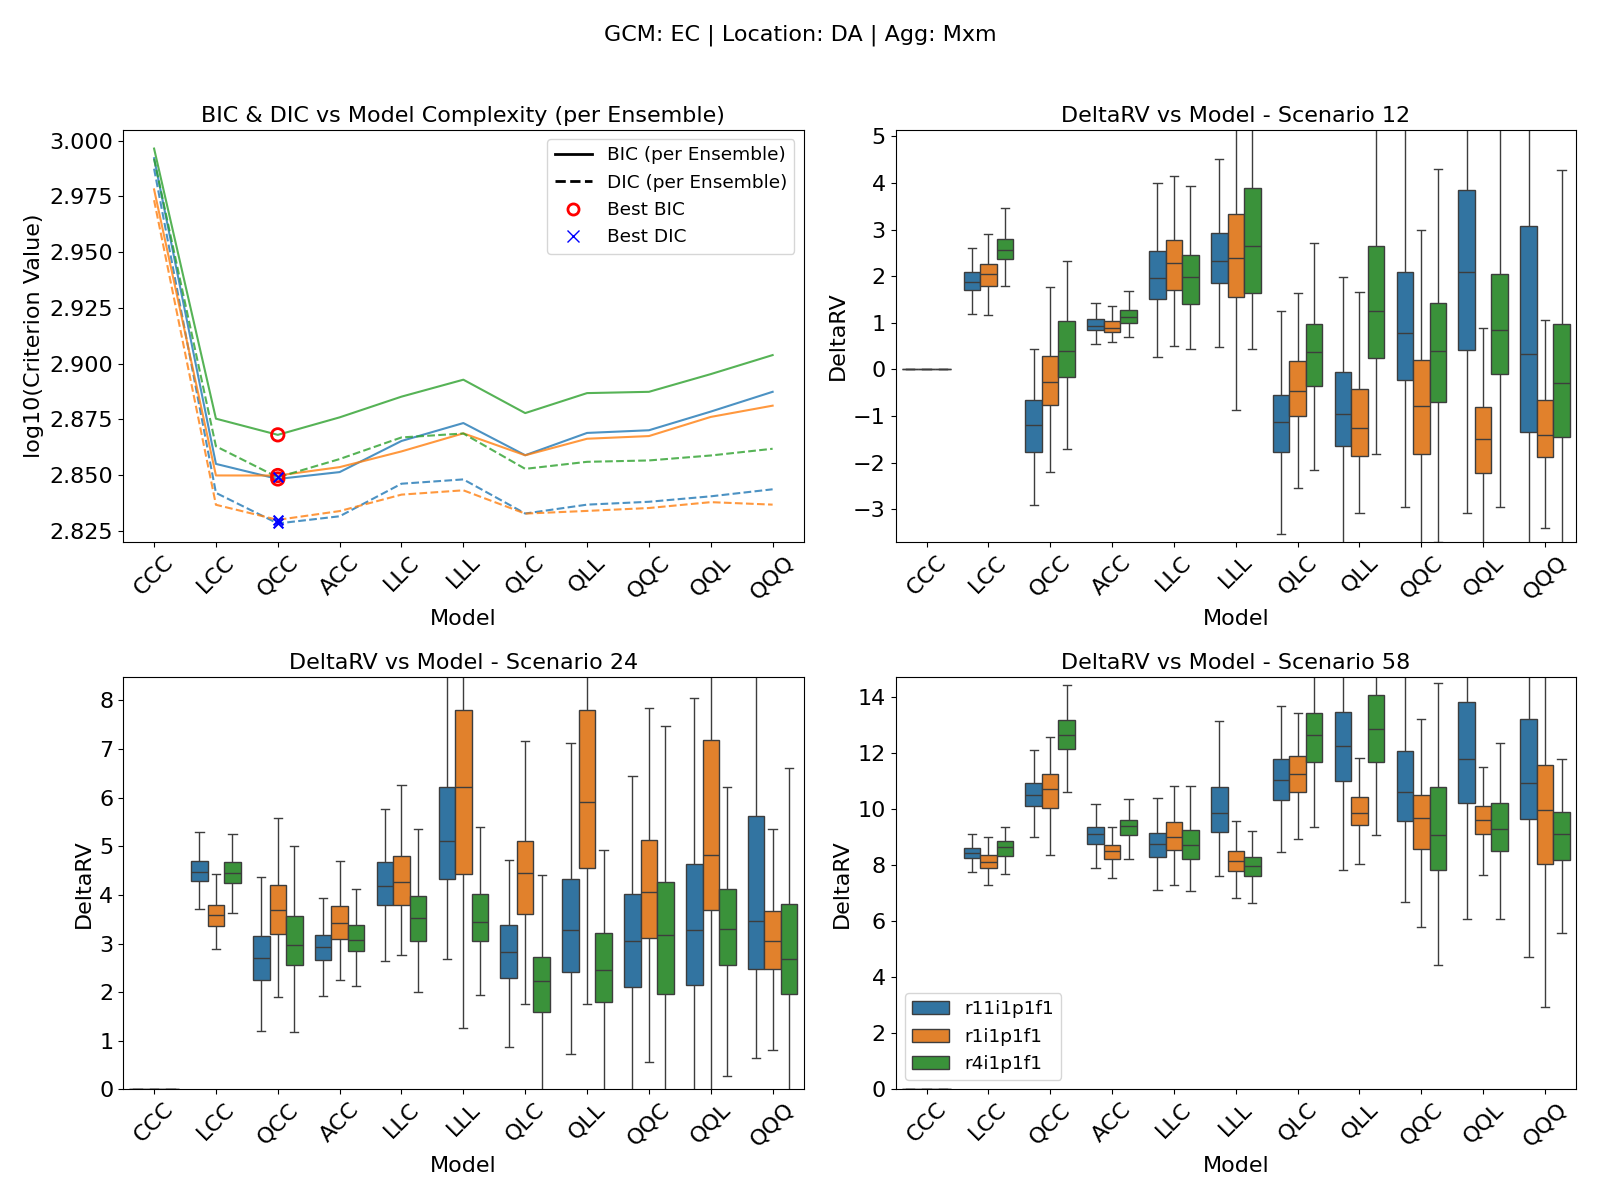 GCM: EC | Location: DA | Agg: Mxm
BIC & DIC vs Model Complexity (per Ensemble)
log10(Criterion Value)
3.000
2.975
2.950
2.925
2.900
2.875
2.850
2.825
BIC (per Ensemble)
DIC (per Ensemble)
Best BIC
Best DIC
CCC LCC QCC ACC LLC LLL QLC QLL QQC QQL QQQ
Model
DeltaRV vs Model - Scenario 12
DeltaRV
5
4
3
2
1
0
−1
−2
−3
CCC LCC QCC ACC LLC LLL QLC QLL QQC QQL QQQ
Model
DeltaRV vs Model - Scenario 24
DeltaRV
8
7
6
5
4
3
2
1
0
CCC LCC QCC ACC LLC LLL QLC QLL QQC QQL QQQ
Model
DeltaRV vs Model - Scenario 58
DeltaRV
14
12
10
8
6
4
2
0
r11i1p1f1
r1i1p1f1
r4i1p1f1
CCC LCC QCC ACC LLC LLL QLC QLL QQC QQL QQQ
Model